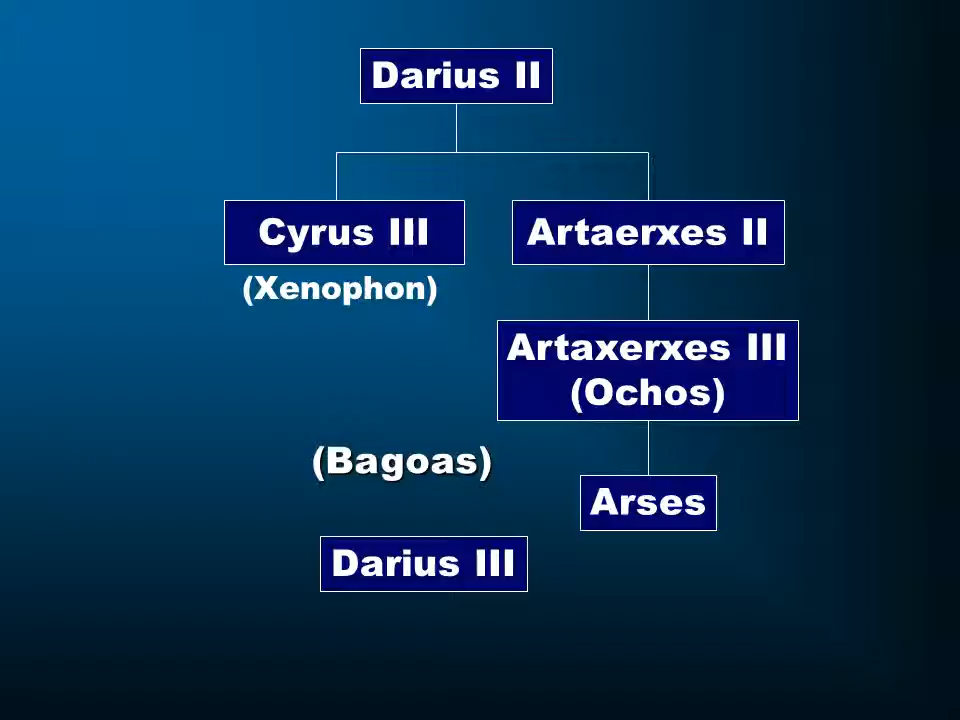 Darius II
Cyrus III
Artaerxes II
(Xenophon)
Artaxerxes III
(Ochos)
(Bagoas)
Arses
Darius III